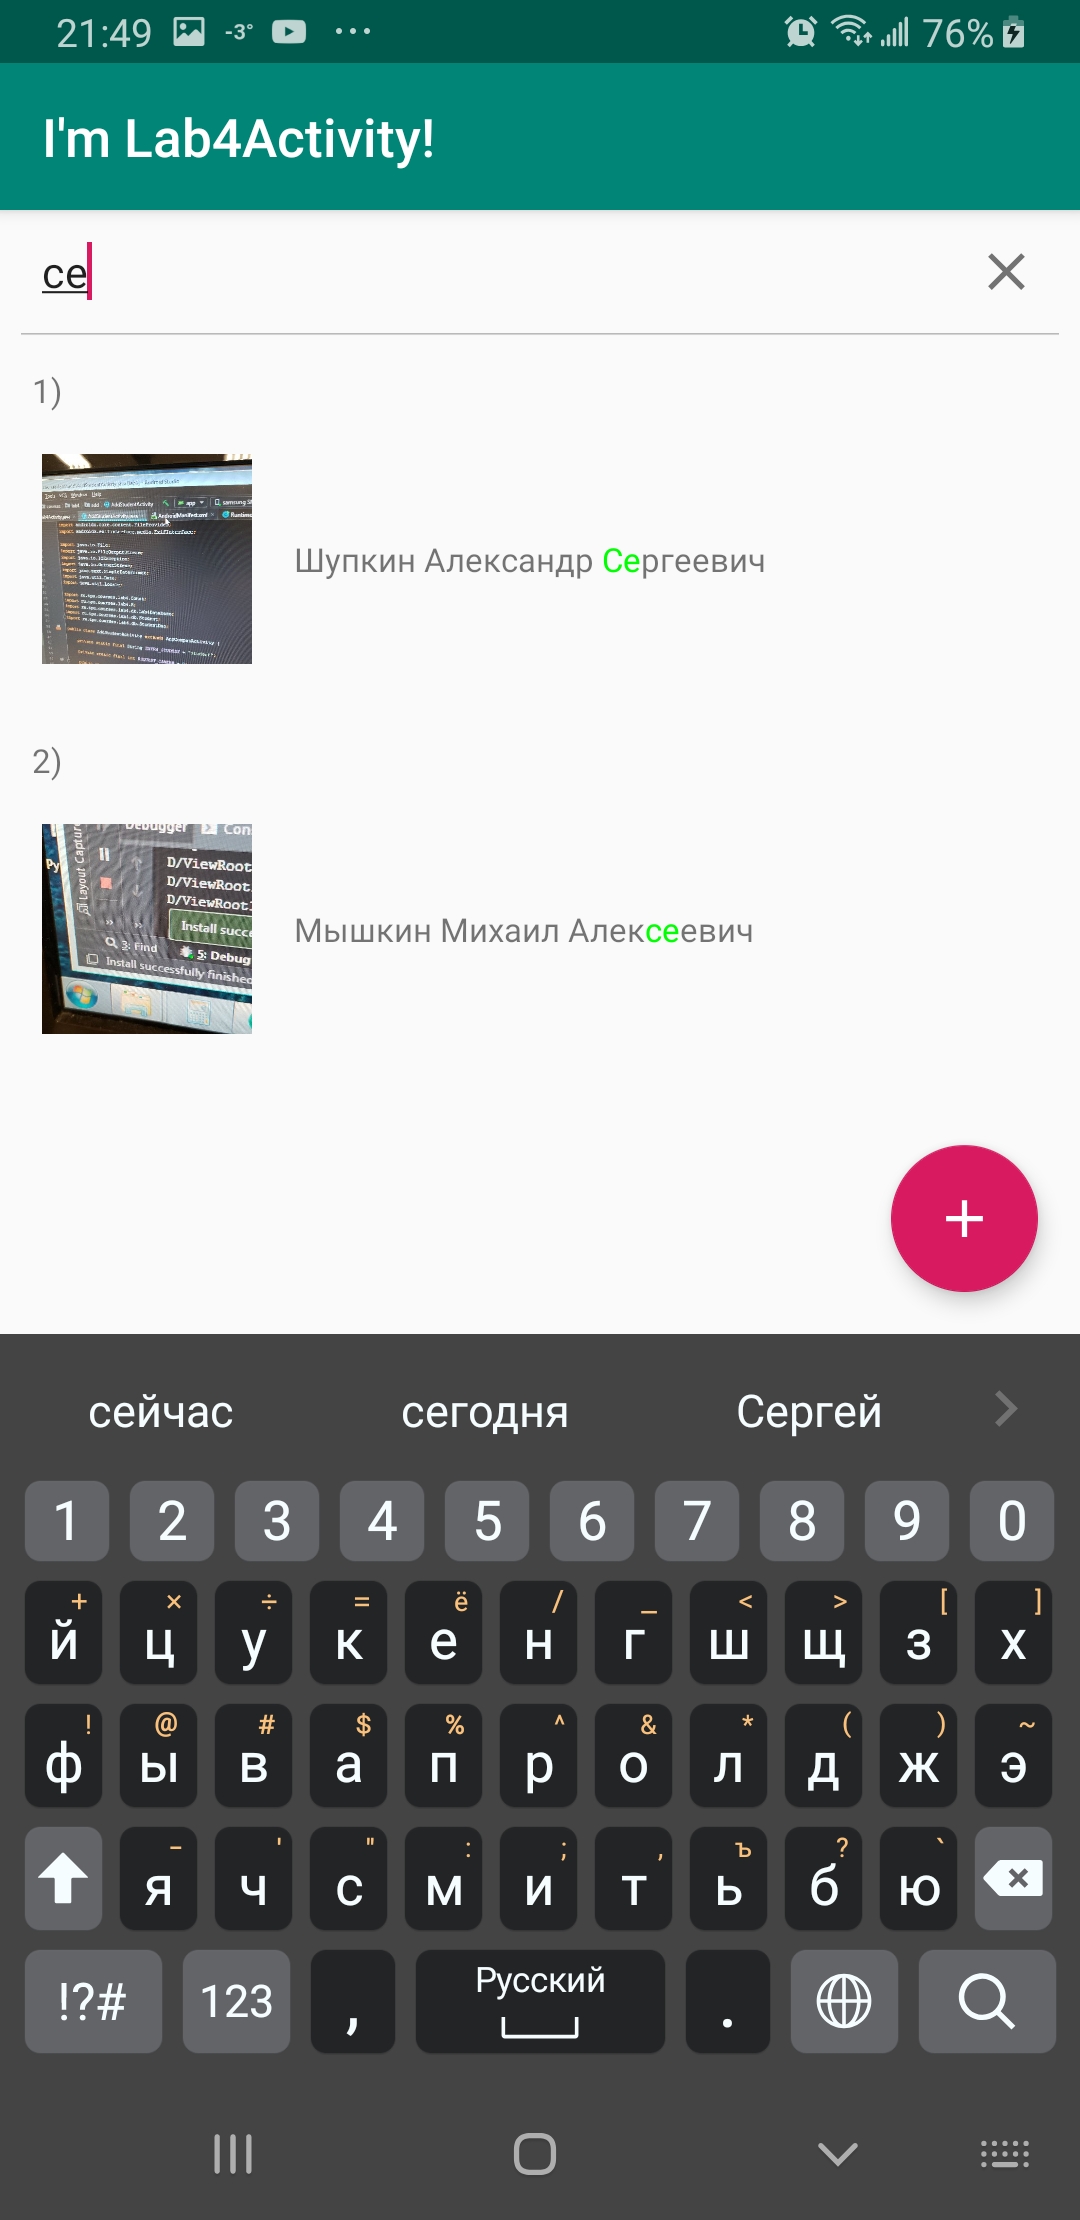 21:49 -3° 76%
I'm Lab4Activity!
се
1)
Шупкин Александр Сергеевич
2)
Debugger Con
Layout Captur
Py
D/ViewRoot
D/ViewRoot
D/ViewRoot
Install succe
3: Find 5: Debug
Install successfully finished
Мышкин Михаил Алексеевич
+
сейчас сегодня Сергей
1 2 3 4 5 6 7 8 9 0
+ × ÷ = ё / _ < > [ ]
й ц у к е н г ш щ з х
! @ # $ % ^ & * ( ) ~
ф ы в а п р о л д ж э
- ' " : ; , ъ ? `
я ч с м и т ь б ю
!?# 123 , Русский .